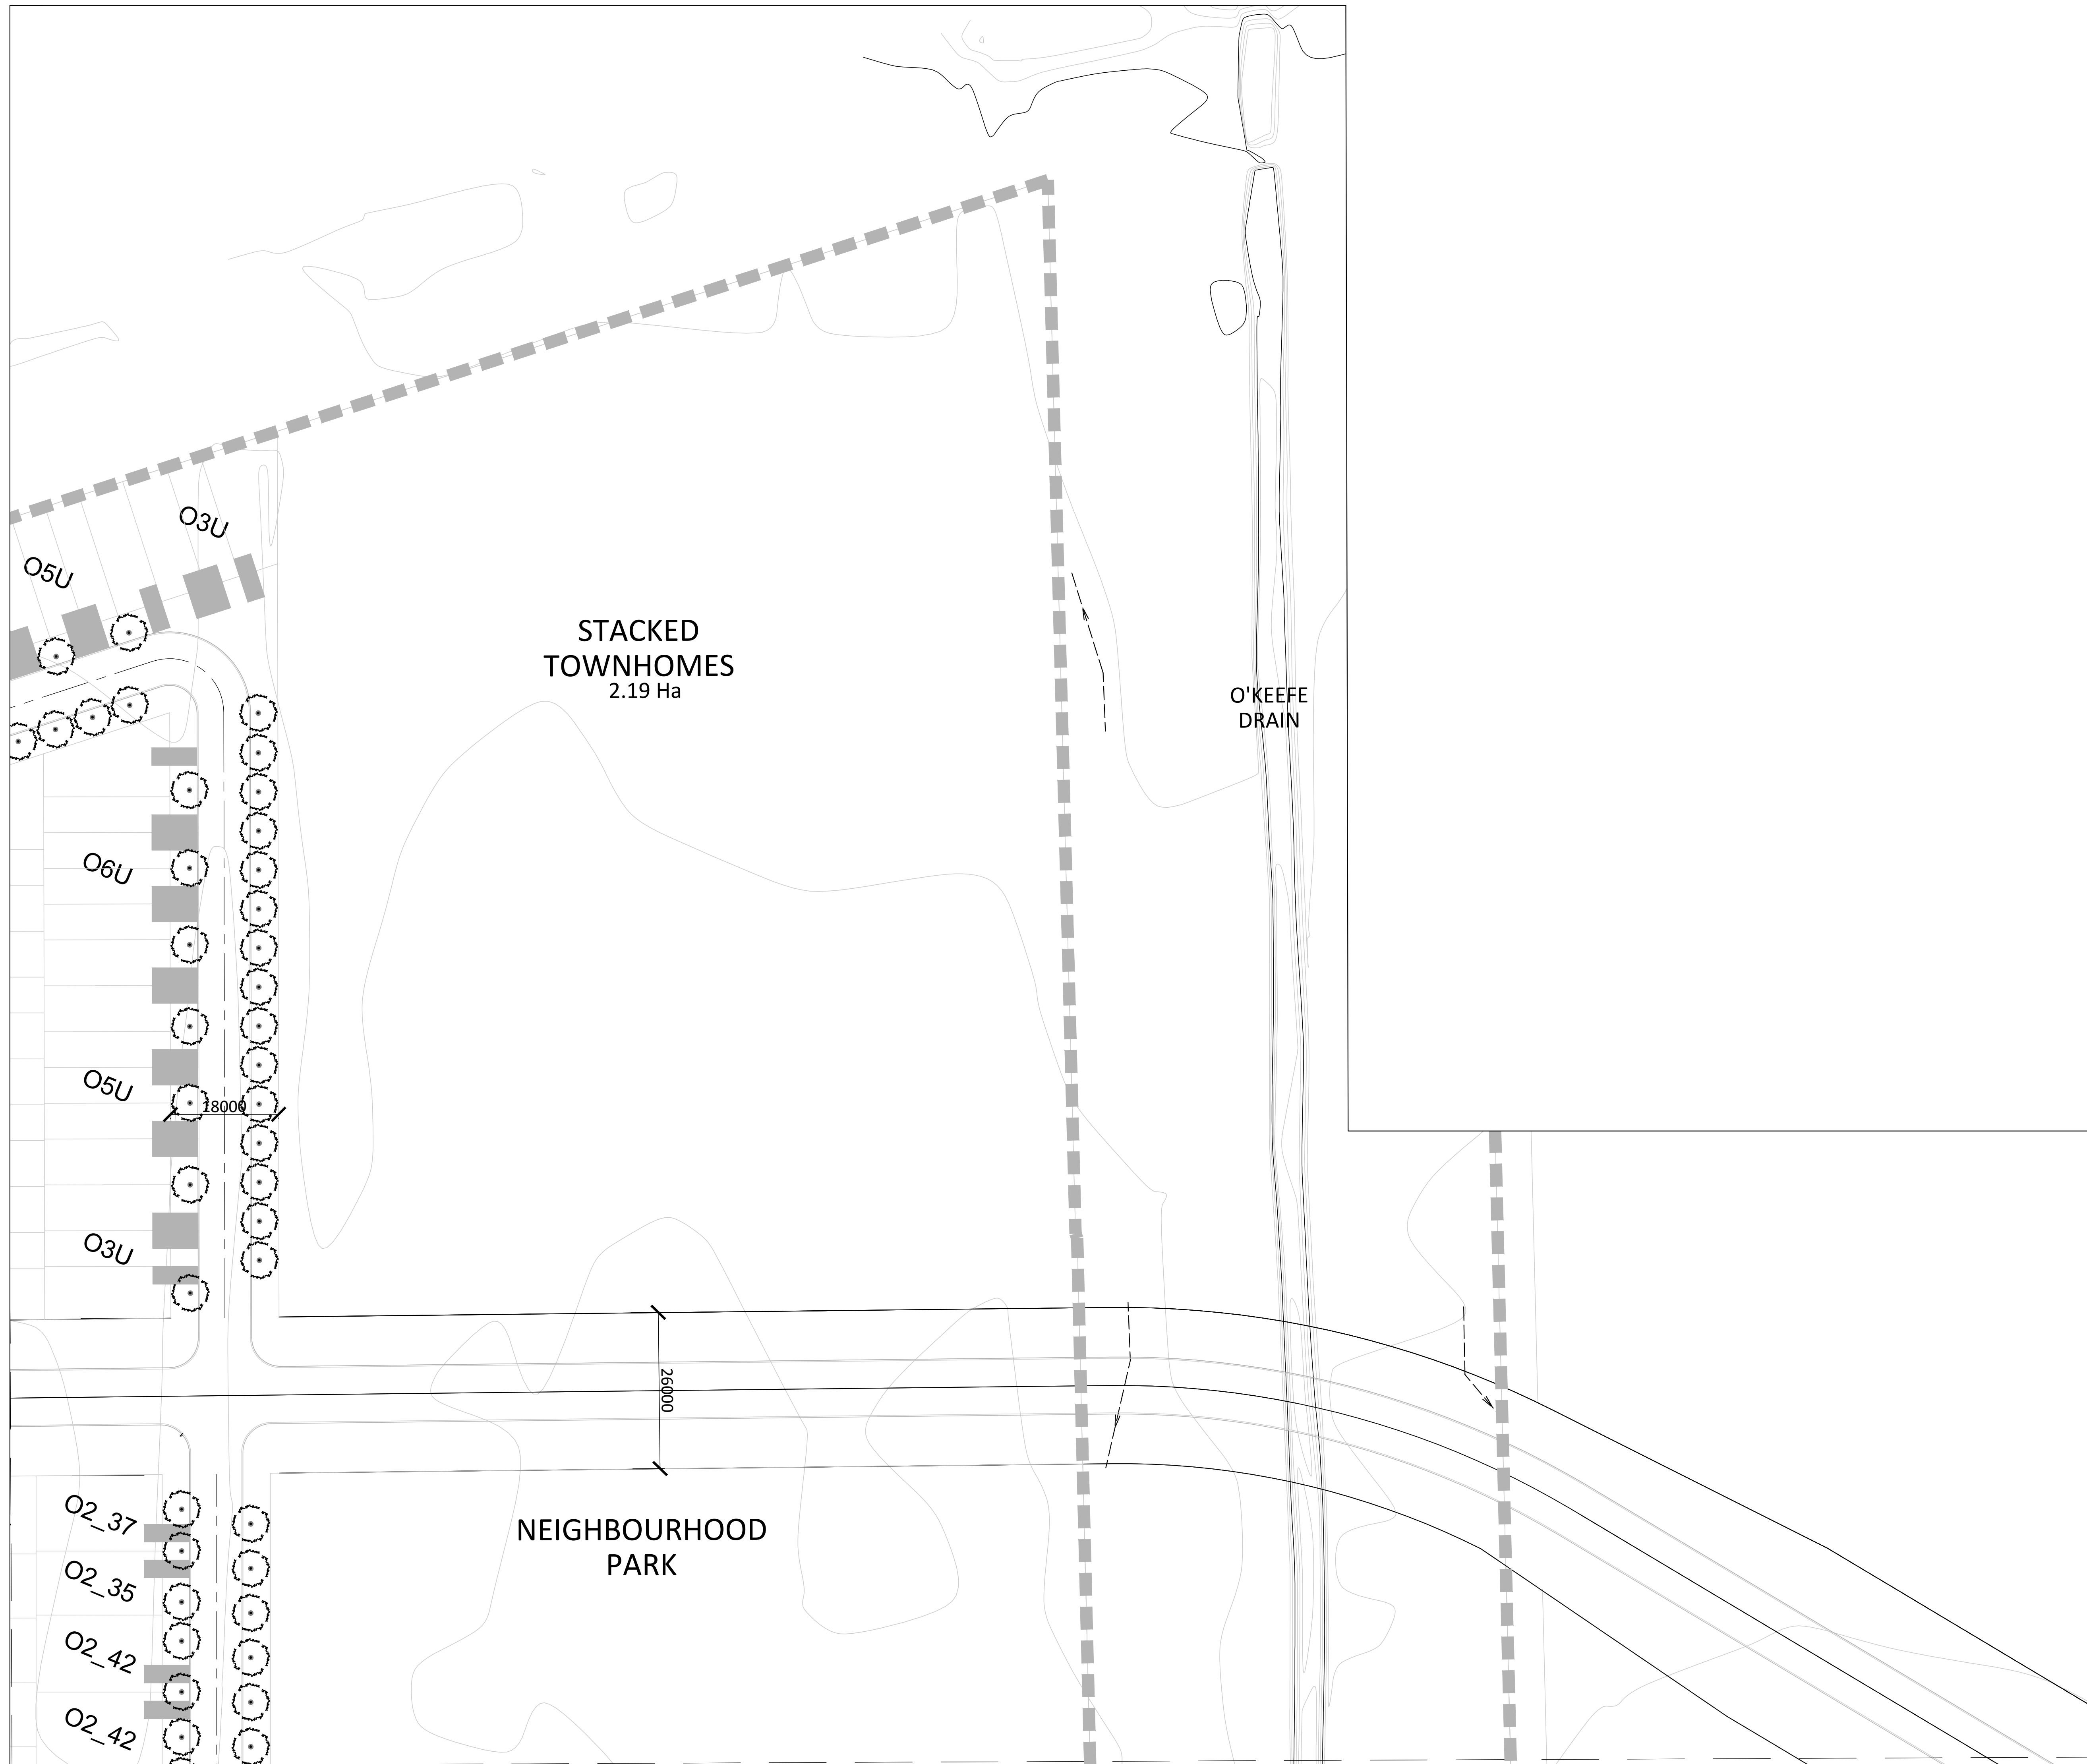 O3U
O5U
STACKED
TOWNHOMES
2.19 Ha
O'KEEFE
DRAIN
O6U
O5U
18000
O3U
26000
O2_37
NEIGHBOURHOOD
PARK
O2_35
O2_42
O2_42